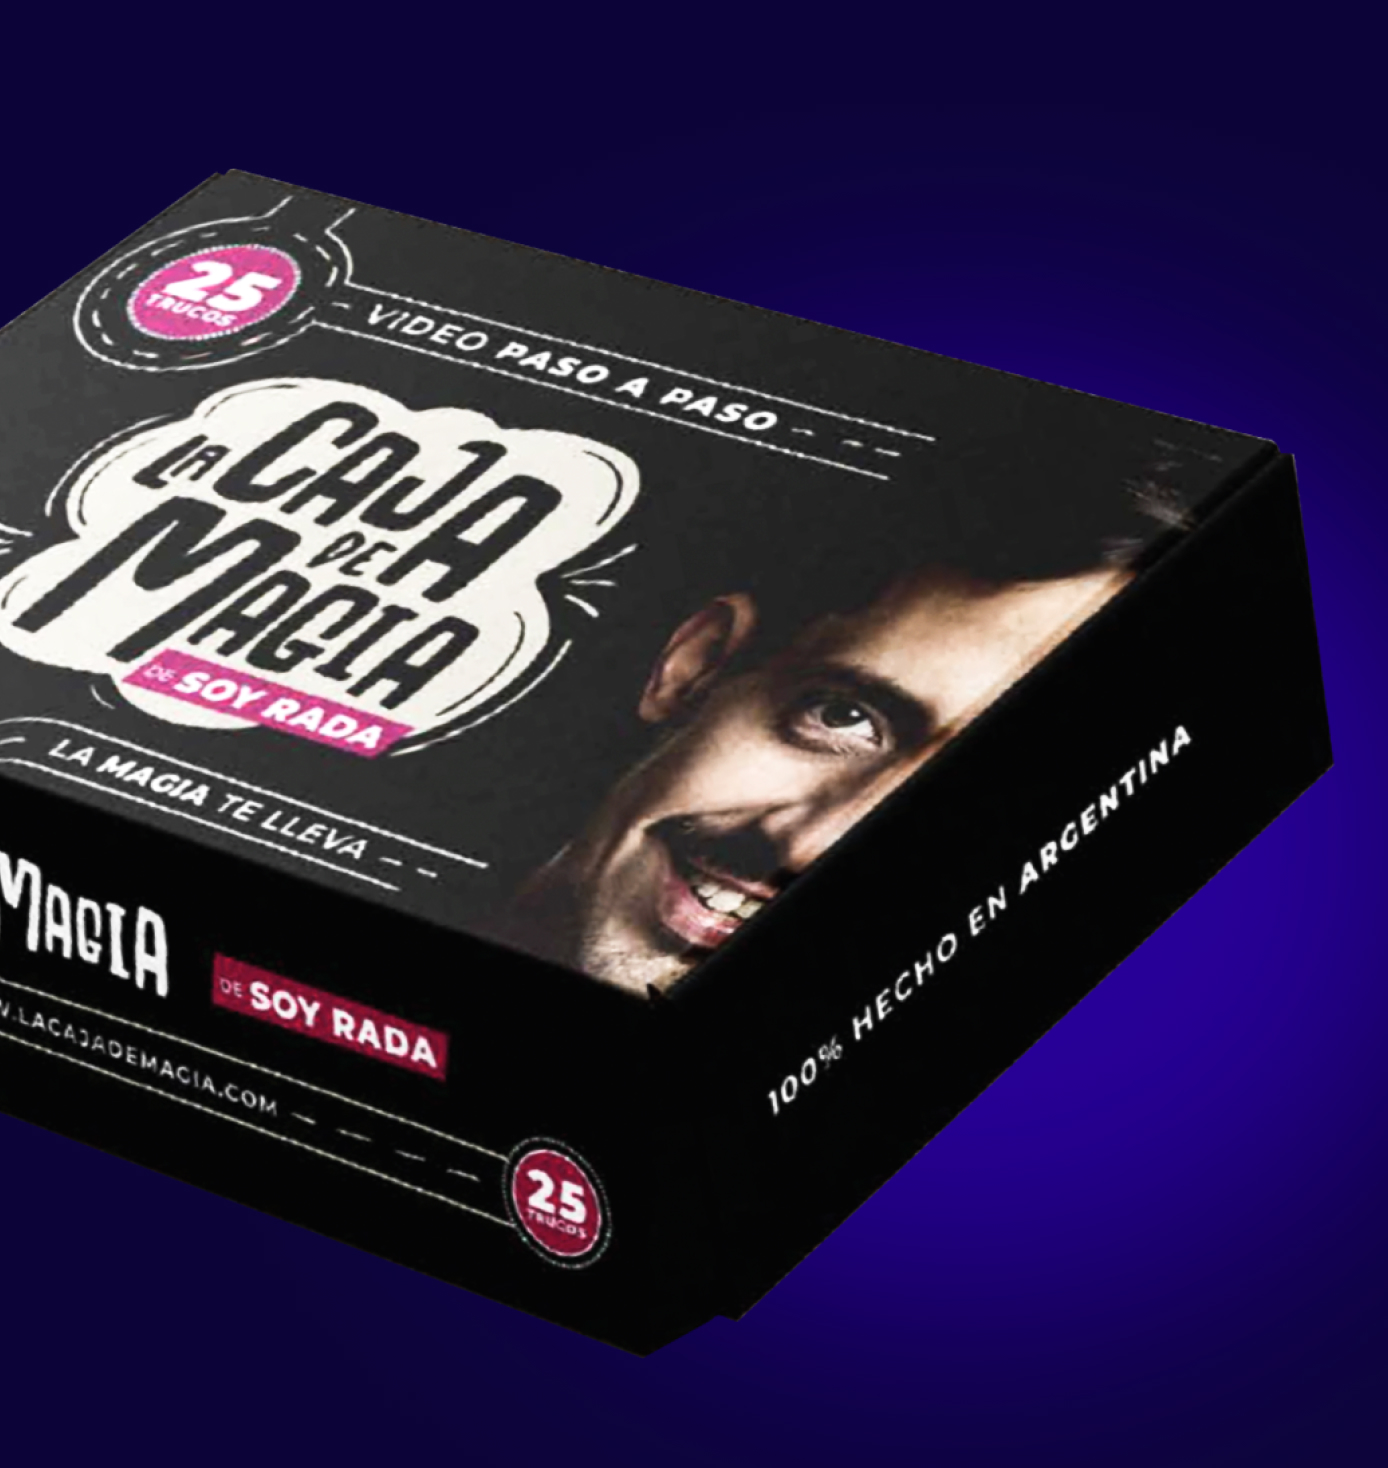 25
TRUCOS
VIDEO PASO A PASO
LA CAJA
DE
MAGIA
DE SOY RADA
LA MAGIA TE LLEVA
MAGIA
DE SOY RADA
W.LACAJADEMAGIA.COM
25
TRUCOS
100% HECHO EN ARGENTINA